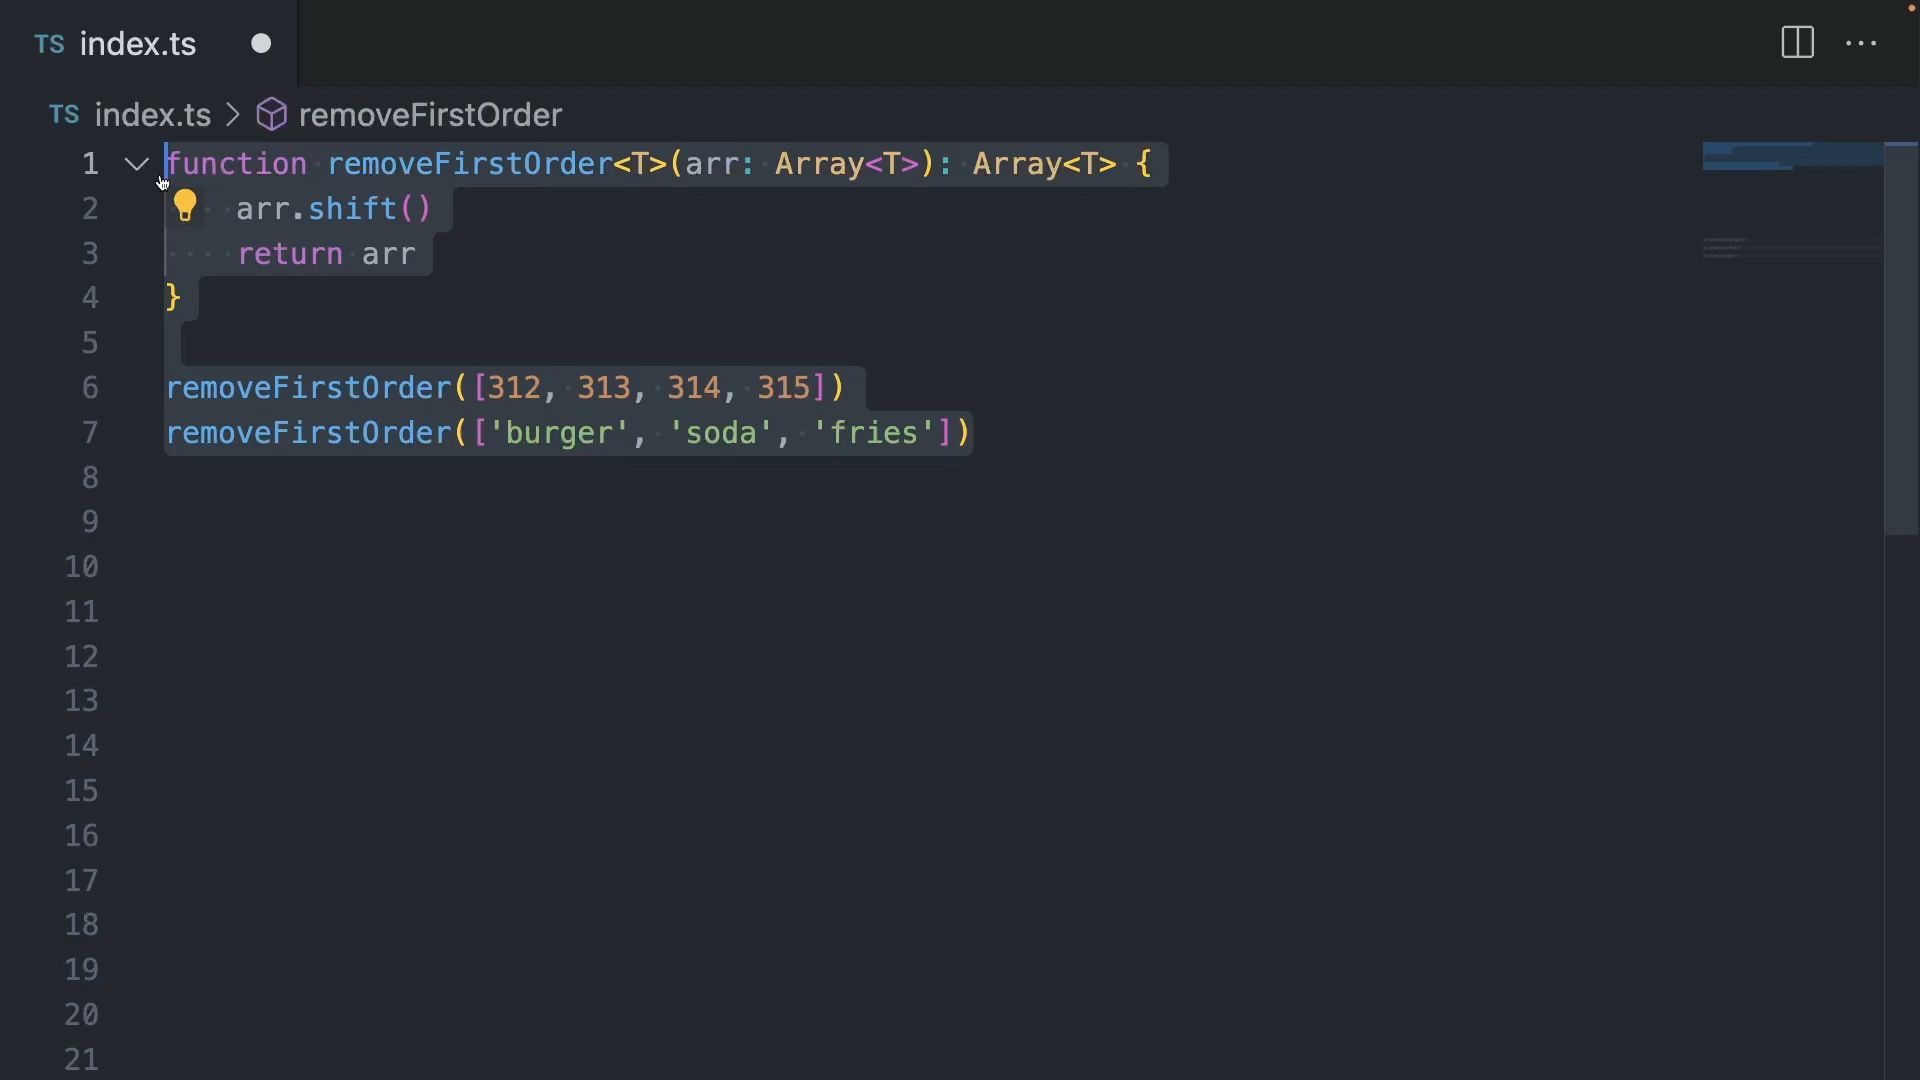 TS index.ts
TS index.ts > removeFirstOrder
1 function removeFirstOrder<T>(arr: Array<T>): Array<T> {
2 arr.shift()
3 return arr
4 }
5
6 removeFirstOrder([312, 313, 314, 315])
7 removeFirstOrder(['burger', 'soda', 'fries'])
8
9
10
11
12
13
14
15
16
17
18
19
20
21